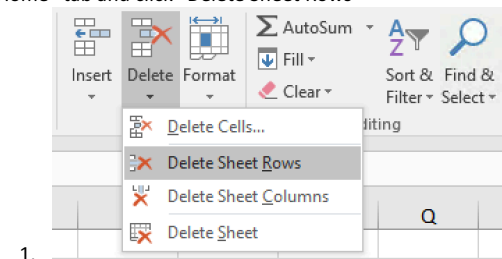 AutoSum
Insert Delete Format
Fill
Clear
Sort & Find &
Filter Select
Delete Cells...
Delete Sheet Rows
Delete Sheet Columns
Delete Sheet
Q
1.